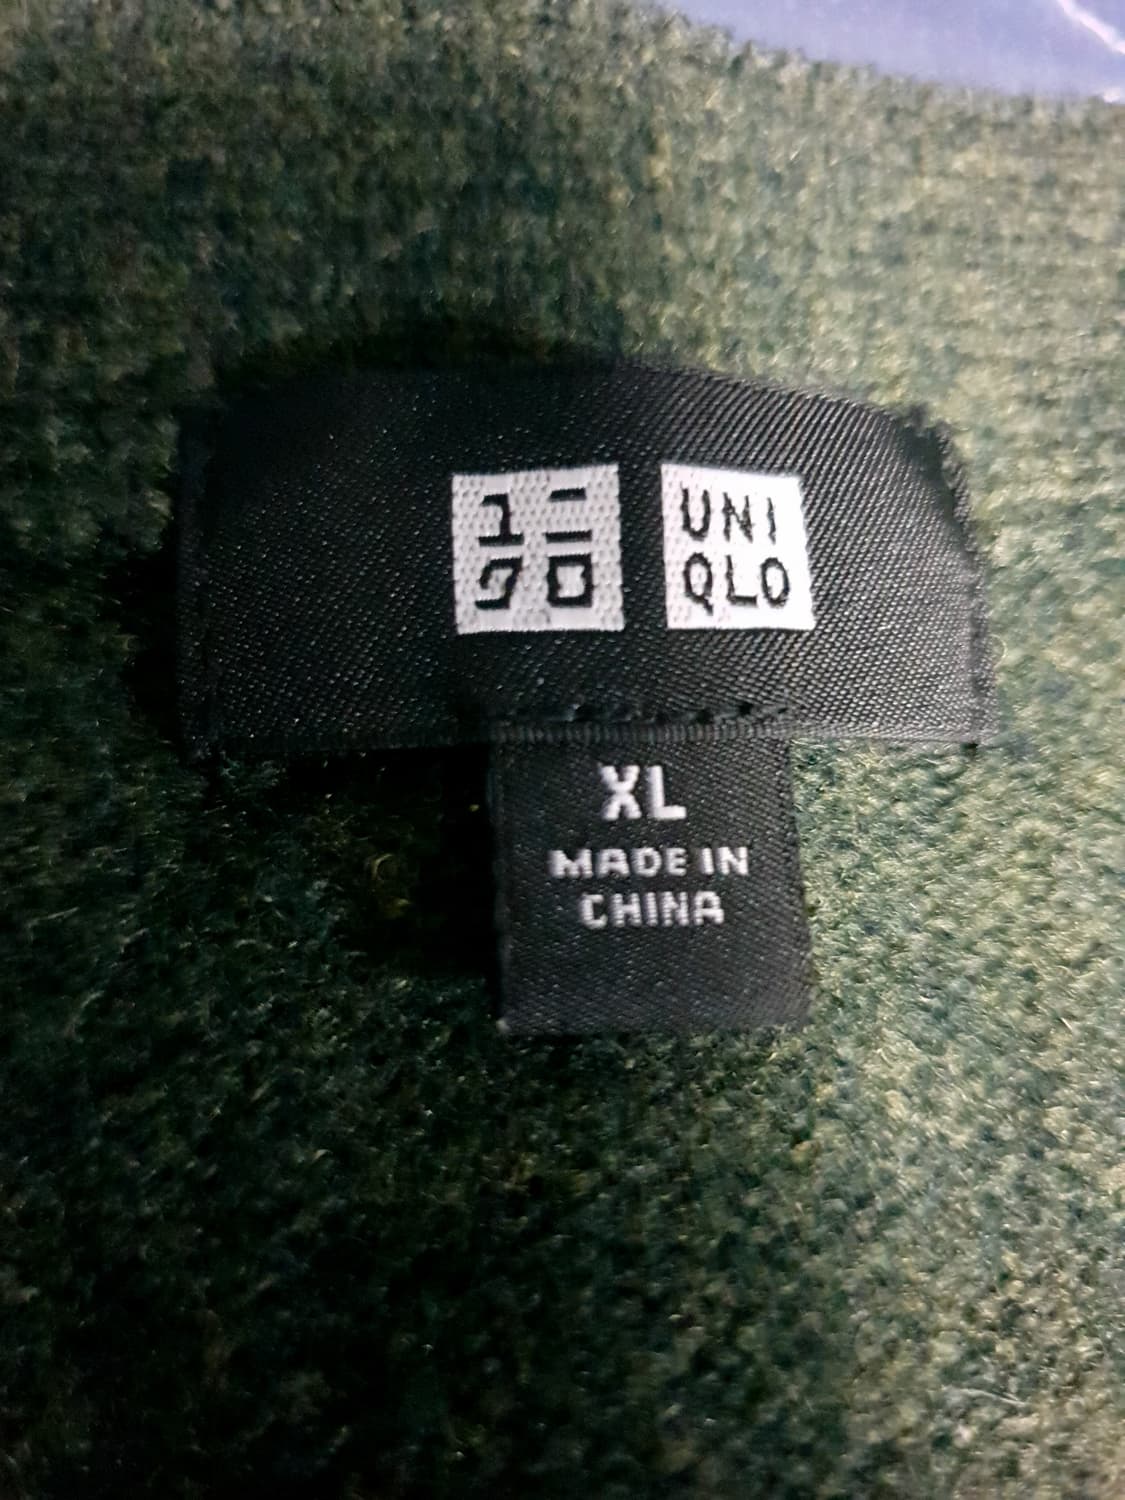 ユニ
クロ
UNI
QLO
XL
MADE IN
CHINA